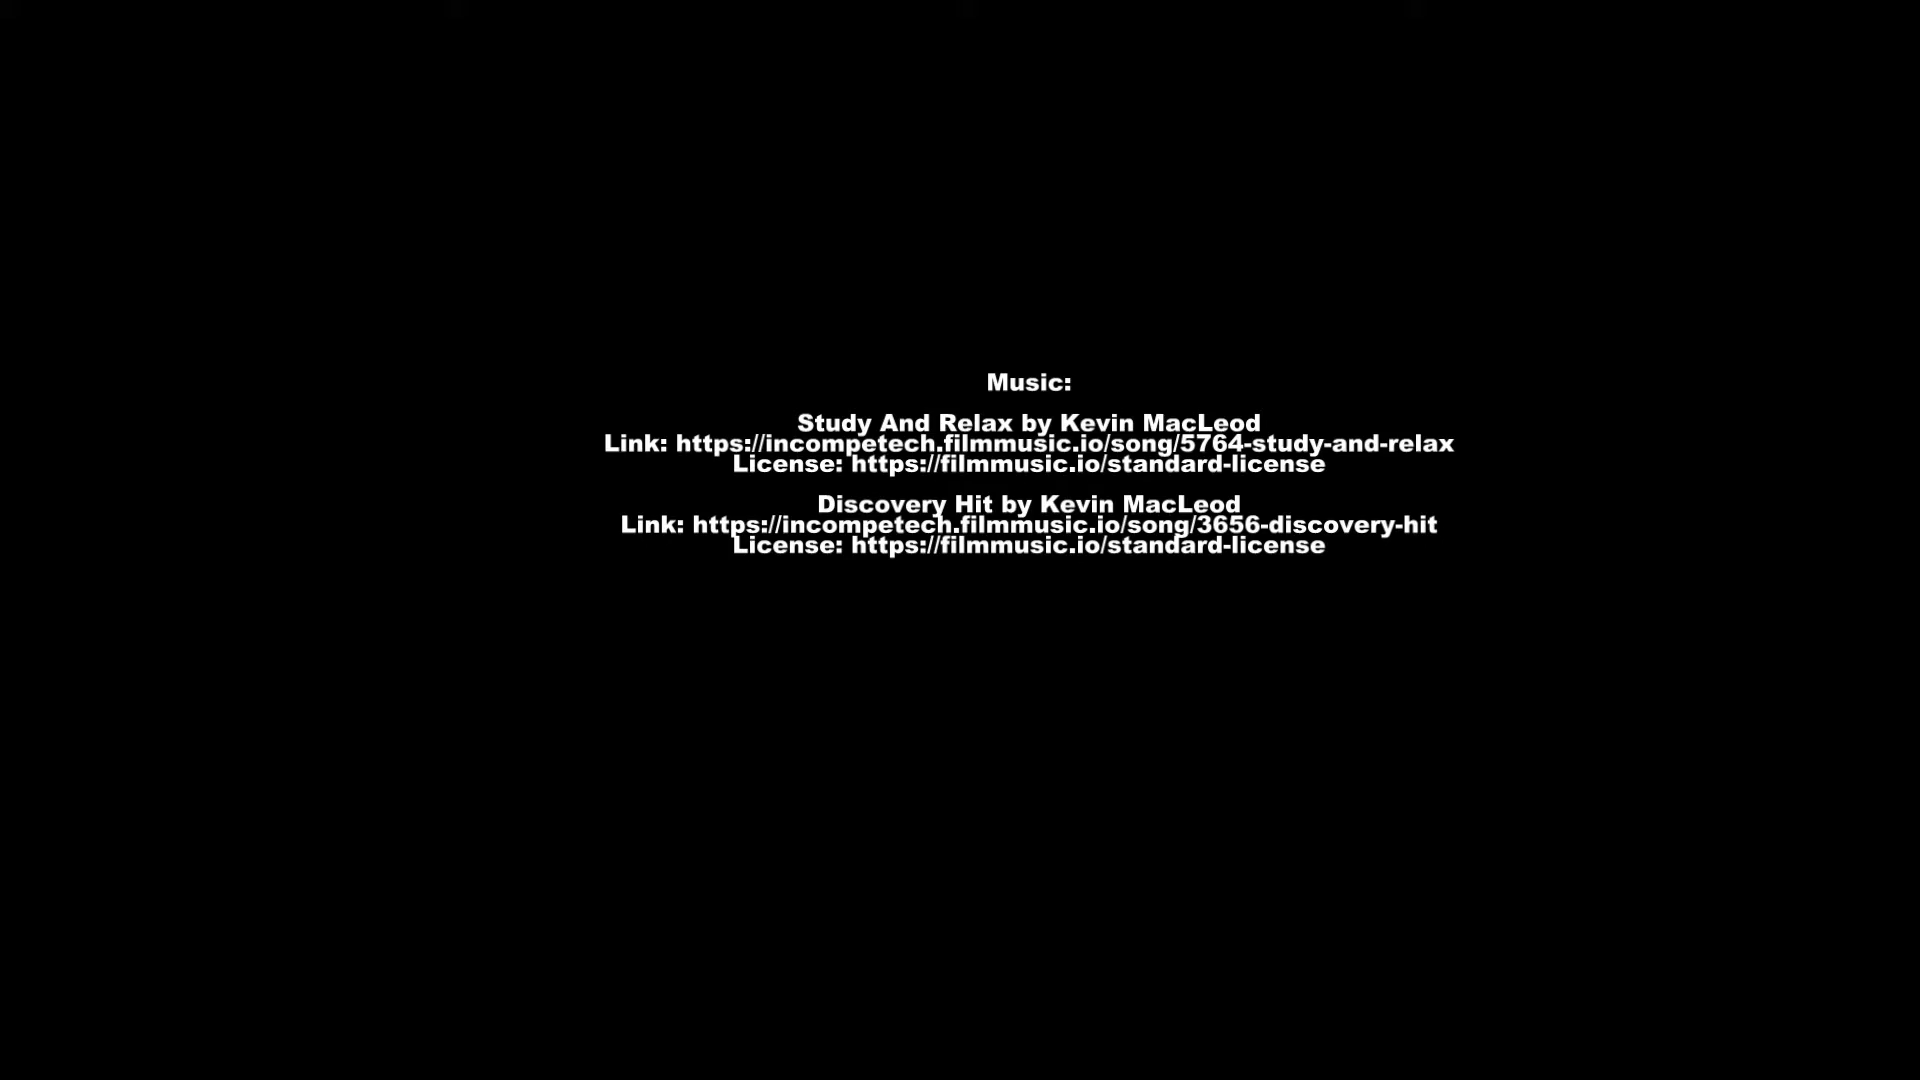 Music:
Study And Relax by Kevin MacLeod
Link: https://incompetech.filmmusic.io/song/5764-study-and-relax
License: https://filmmusic.io/standard-license
Discovery Hit by Kevin MacLeod
Link: https://incompetech.filmmusic.io/song/3656-discovery-hit
License: https://filmmusic.io/standard-license